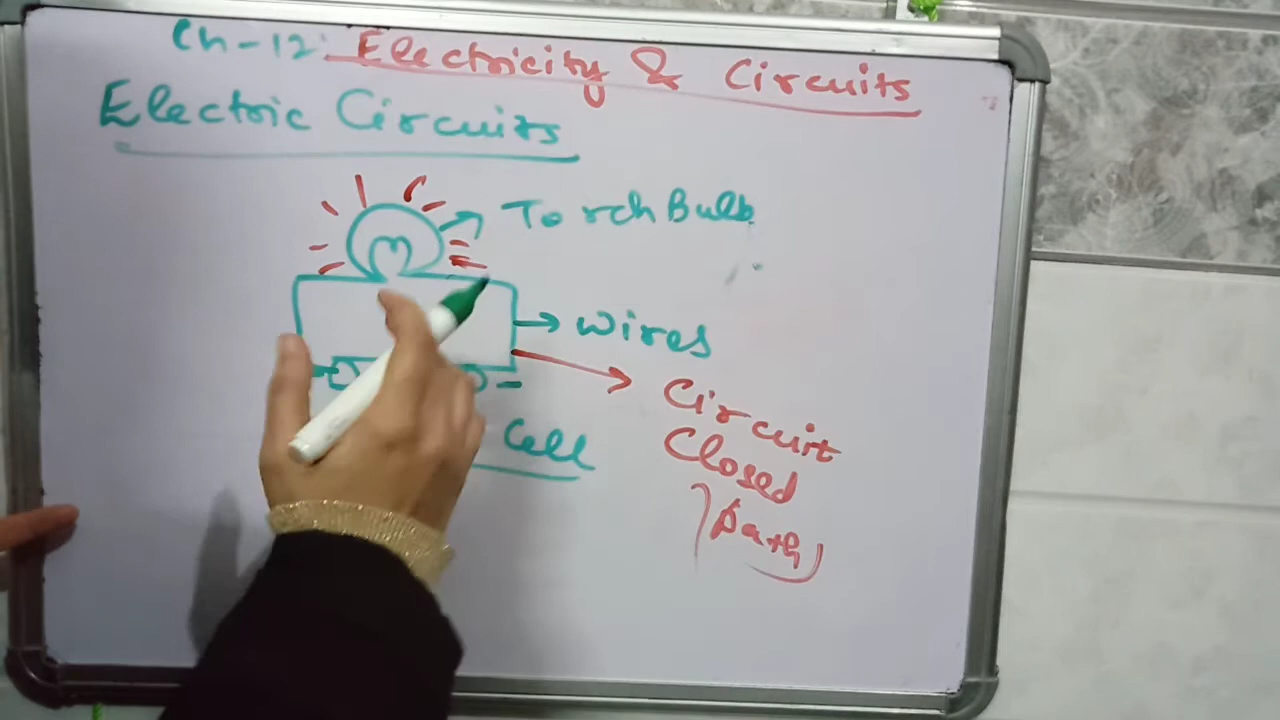 Ch-12: Electricity & Circuits
Electric Circuits
Torch Bulb
Wires
Circuit
Closed
path
Cell